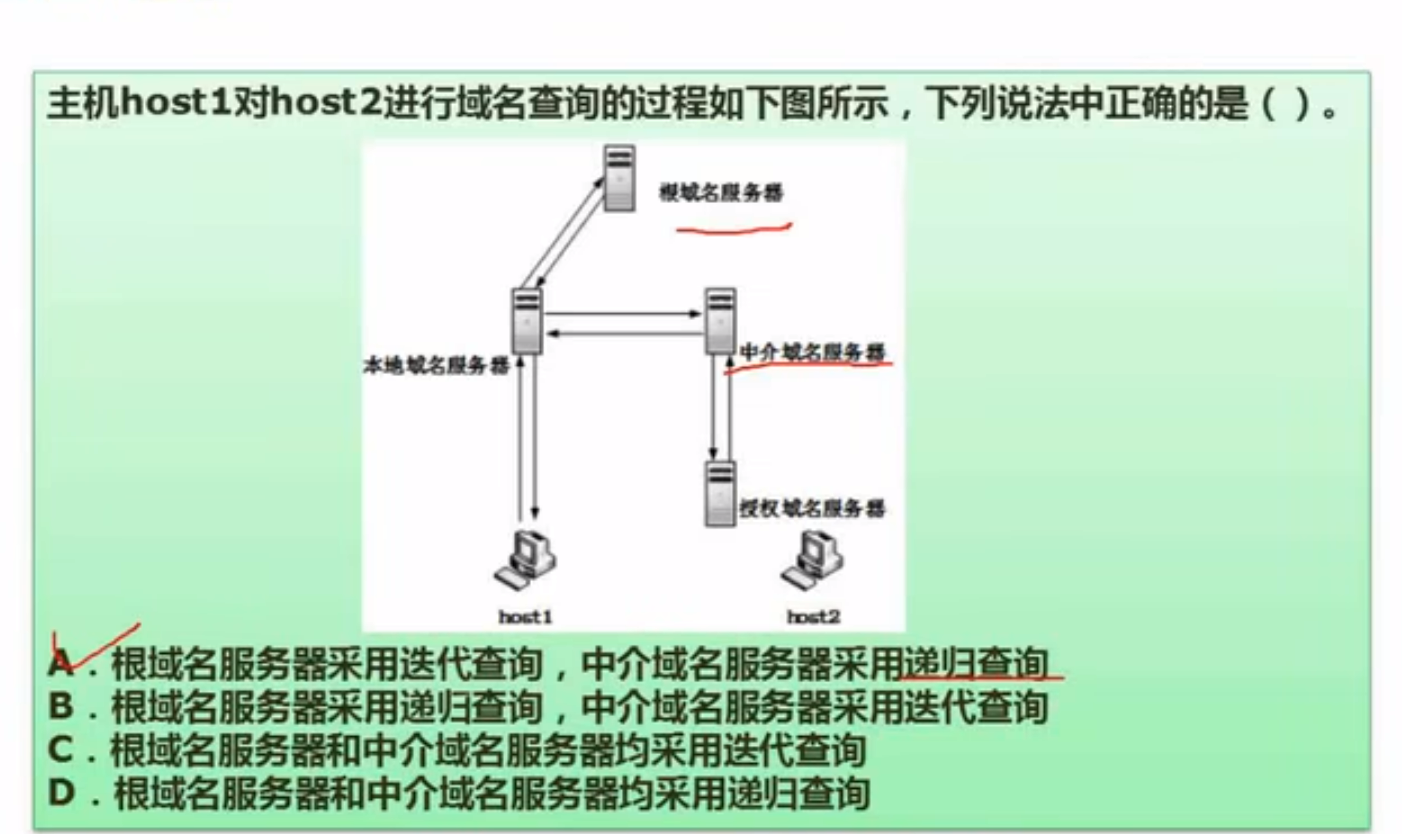 主机host1对host2进行域名查询的过程如下图所示，下列说法中正确的是（ ）。
根域名服务器
中介域名服务器
本地域名服务器
授权域名服务器
host1
host2
A．根域名服务器采用迭代查询，中介域名服务器采用递归查询
B．根域名服务器采用递归查询，中介域名服务器采用迭代查询
C．根域名服务器和中介域名服务器均采用迭代查询
D．根域名服务器和中介域名服务器均采用递归查询